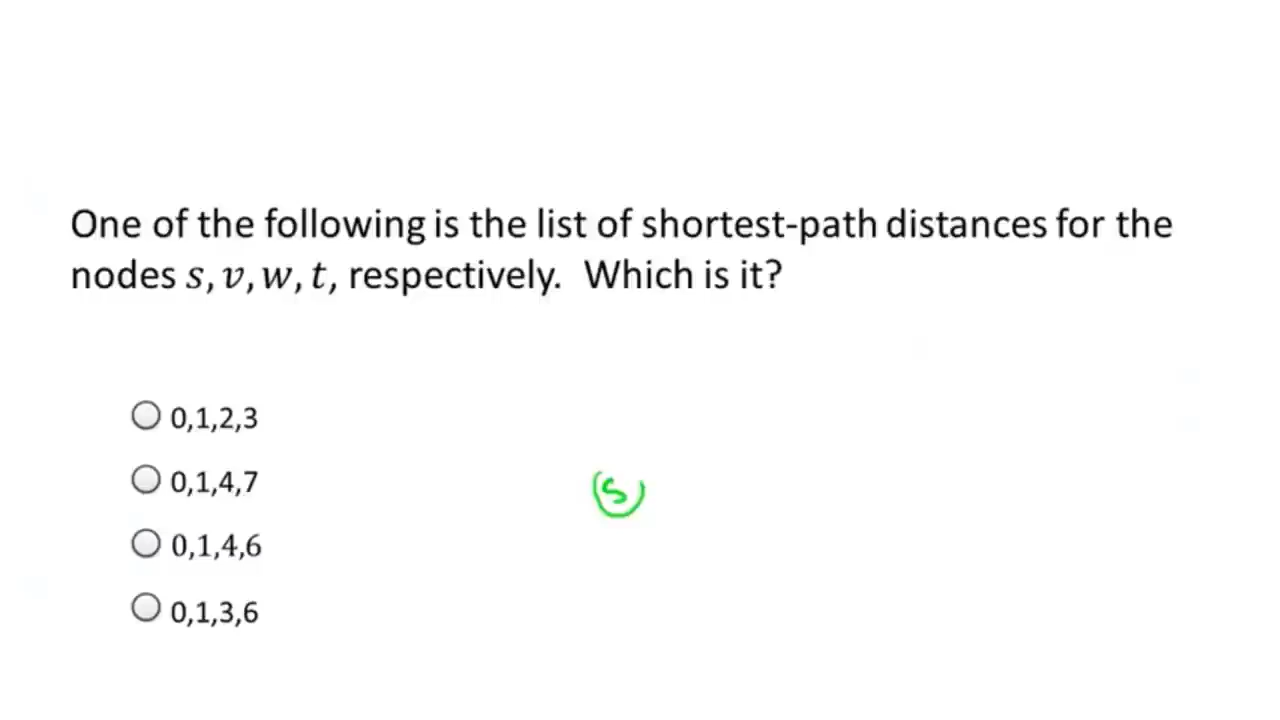 One of the following is the list of shortest-path distances for the
nodes s, v, w, t, respectively. Which is it?
0,1,2,3
0,1,4,7
0,1,4,6
0,1,3,6
s